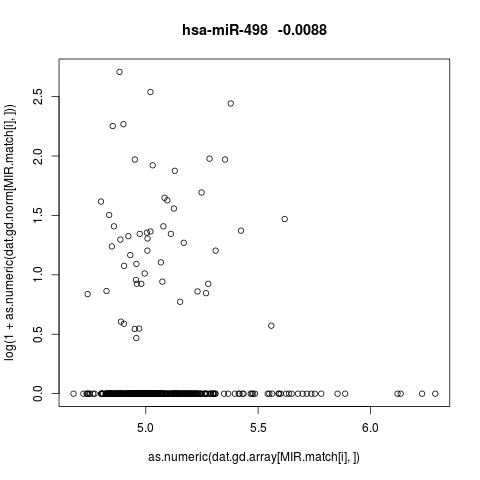 hsa-miR-498 -0.0088
log(1 + as.numeric(dat.gd.norm[MIR.match[i], ]))
2.5
2.0
1.5
1.0
0.5
0.0
5.0 5.5 6.0
as.numeric(dat.gd.array[MIR.match[i], ])